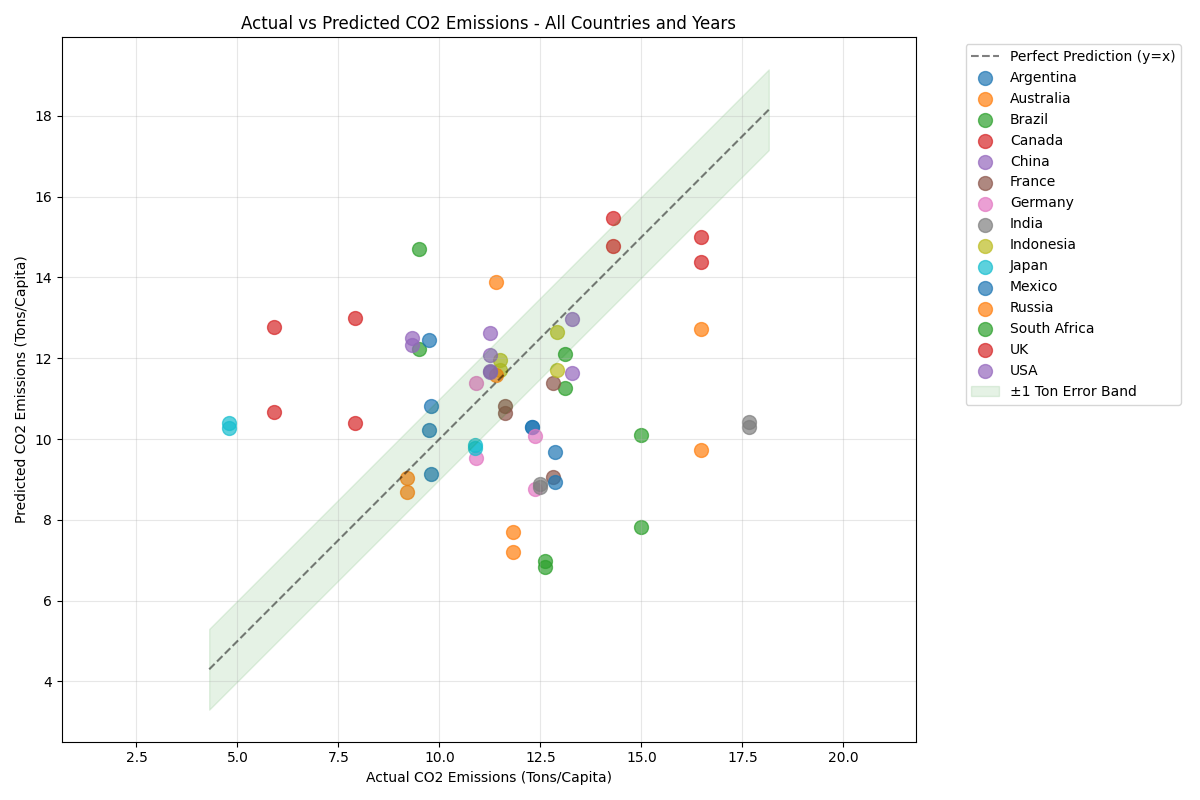 Actual vs Predicted CO2 Emissions - All Countries and Years
Predicted CO2 Emissions (Tons/Capita)
18
16
14
12
10
8
6
4
2.5
5.0
7.5
10.0
12.5
15.0
17.5
20.0
Actual CO2 Emissions (Tons/Capita)
Perfect Prediction (y=x)
Argentina
Australia
Brazil
Canada
China
France
Germany
India
Indonesia
Japan
Mexico
Russia
South Africa
UK
USA
±1 Ton Error Band